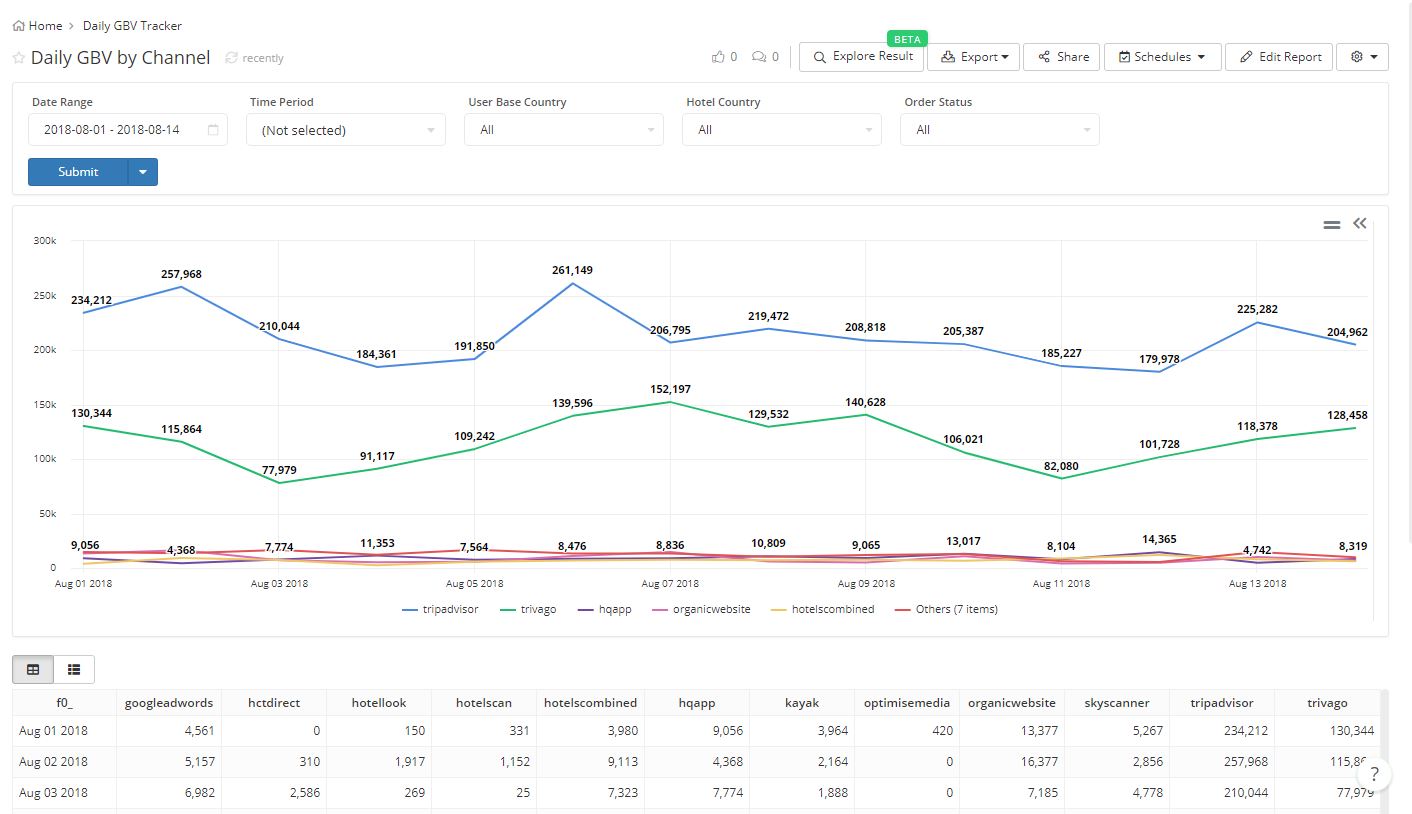 Home > Daily GBV Tracker
Daily GBV by Channel recently
0 0 Explore Result BETA Export Share Schedules Edit Report
Date Range Time Period User Base Country Hotel Country Order Status
2018-08-01 - 2018-08-14 (Not selected) All All All
Submit
300k
250k
200k
150k
100k
50k
0
234,212 257,968 210,044 184,361 191,850 261,149 206,795 219,472 208,818 205,387 185,227 179,978 225,282 204,962
130,344 115,864 77,979 91,117 109,242 139,596 152,197 129,532 140,628 106,021 82,080 101,728 118,378 128,458
9,056 4,368 7,774 11,353 7,564 8,476 8,836 10,809 9,065 13,017 8,104 14,365 4,742 8,319
Aug 01 2018 Aug 03 2018 Aug 05 2018 Aug 07 2018 Aug 09 2018 Aug 11 2018 Aug 13 2018
tripadvisor trivago hqapp organicwebsite hotelscombined Others (7 items)
f0_ googleadwords hctdirect hotellook hotelscan hotelscombined hqapp kayak optimisemedia organicwebsite skyscanner tripadvisor trivago
Aug 01 2018 4,561 0 150 331 3,980 9,056 3,964 420 13,377 5,267 234,212 130,344
Aug 02 2018 5,157 310 1,917 1,152 9,113 4,368 2,164 0 16,377 2,856 257,968
Aug 03 2018 6,982 2,586 269 25 7,323 7,774 1,888 0 7,185 4,778 210,044 77,979
?